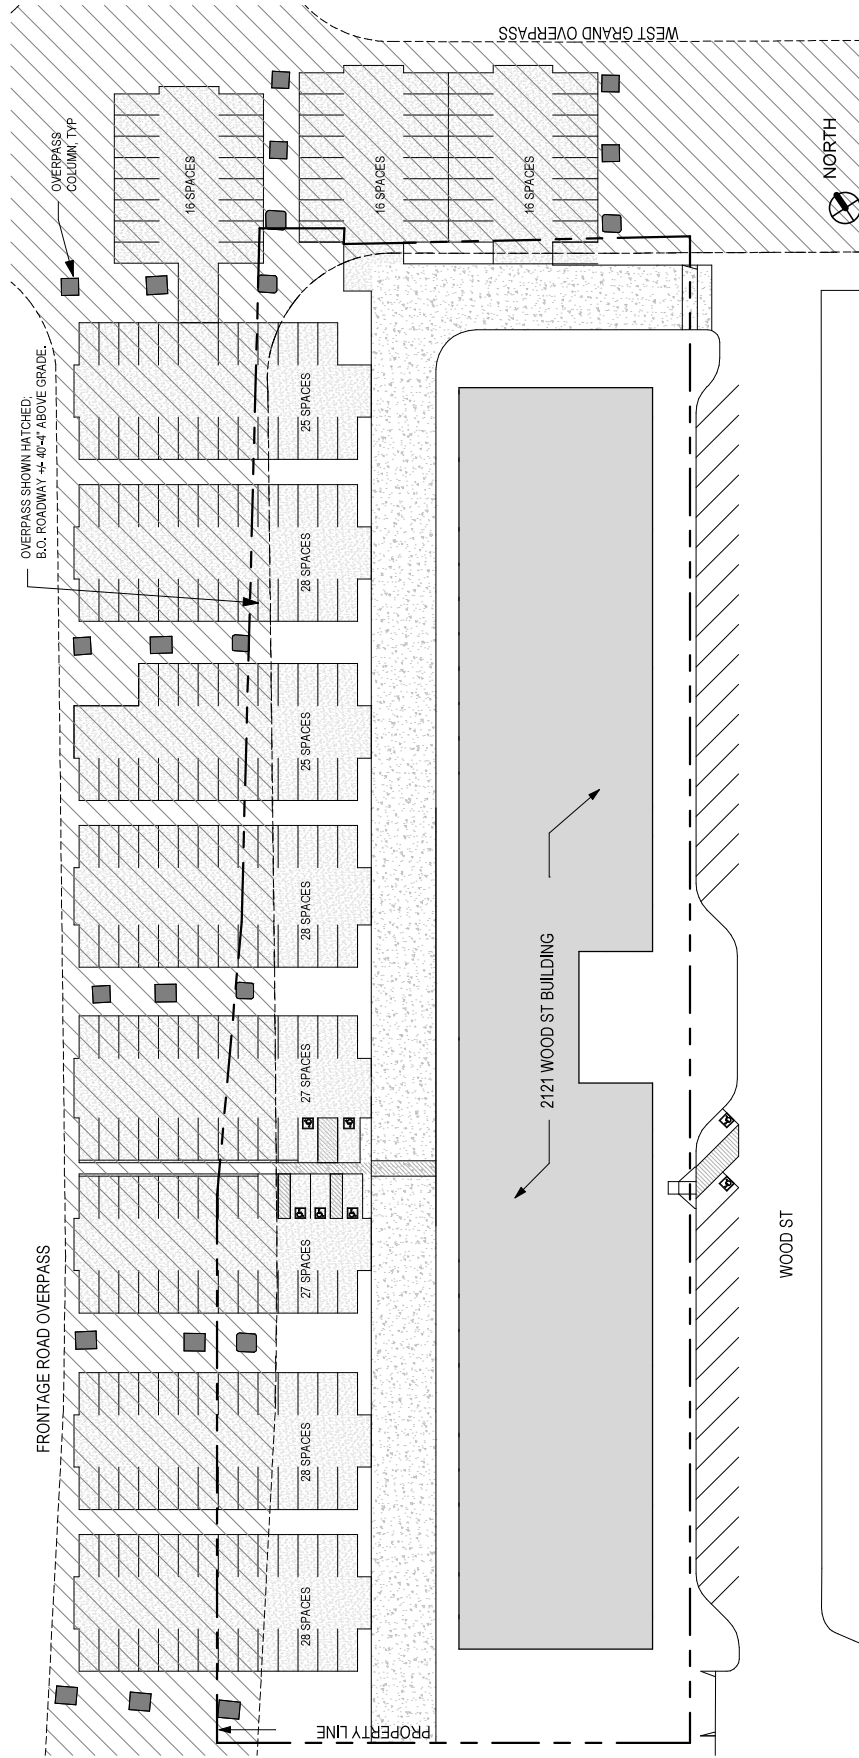 WEST GRAND OVERPASS
OVERPASS
COLUMN, TYP
NORTH
16 SPACES
16 SPACES
16 SPACES
OVERPASS SHOWN HATCHED;
B.O. ROADWAY +/- 40'-4" ABOVE GRADE.
25 SPACES
28 SPACES
25 SPACES
28 SPACES
27 SPACES
27 SPACES
28 SPACES
28 SPACES
2121 WOOD ST BUILDING
FRONTAGE ROAD OVERPASS
WOOD ST
PROPERTY LINE